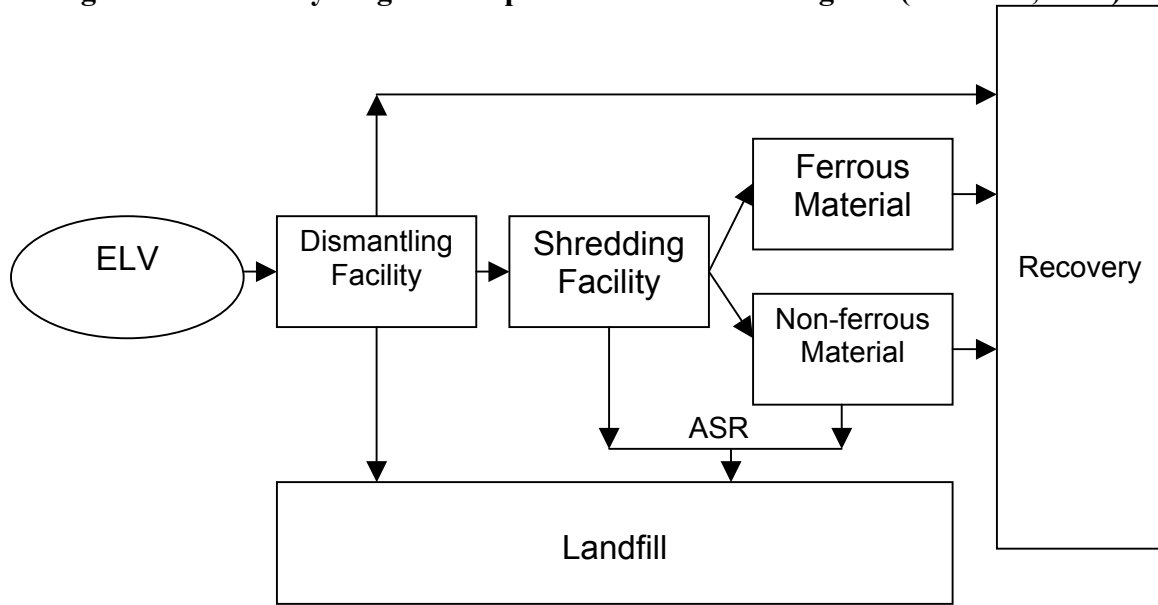 ELV
Dismantling
Facility
Shredding
Facility
Ferrous
Material
Non-ferrous
Material
Recovery
ASR
Landfill